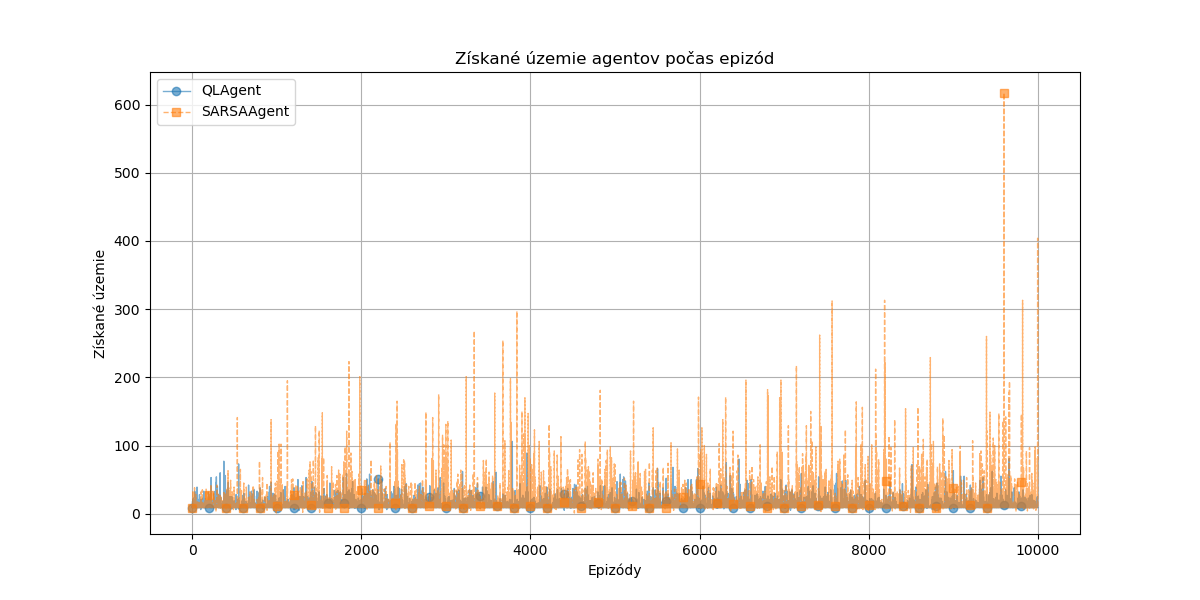 Získané územie agentov počas epizód
QLAgent
SARSAAgent
Získané územie
600
500
400
300
200
100
0
0 2000 4000 6000 8000 10000
Epizódy